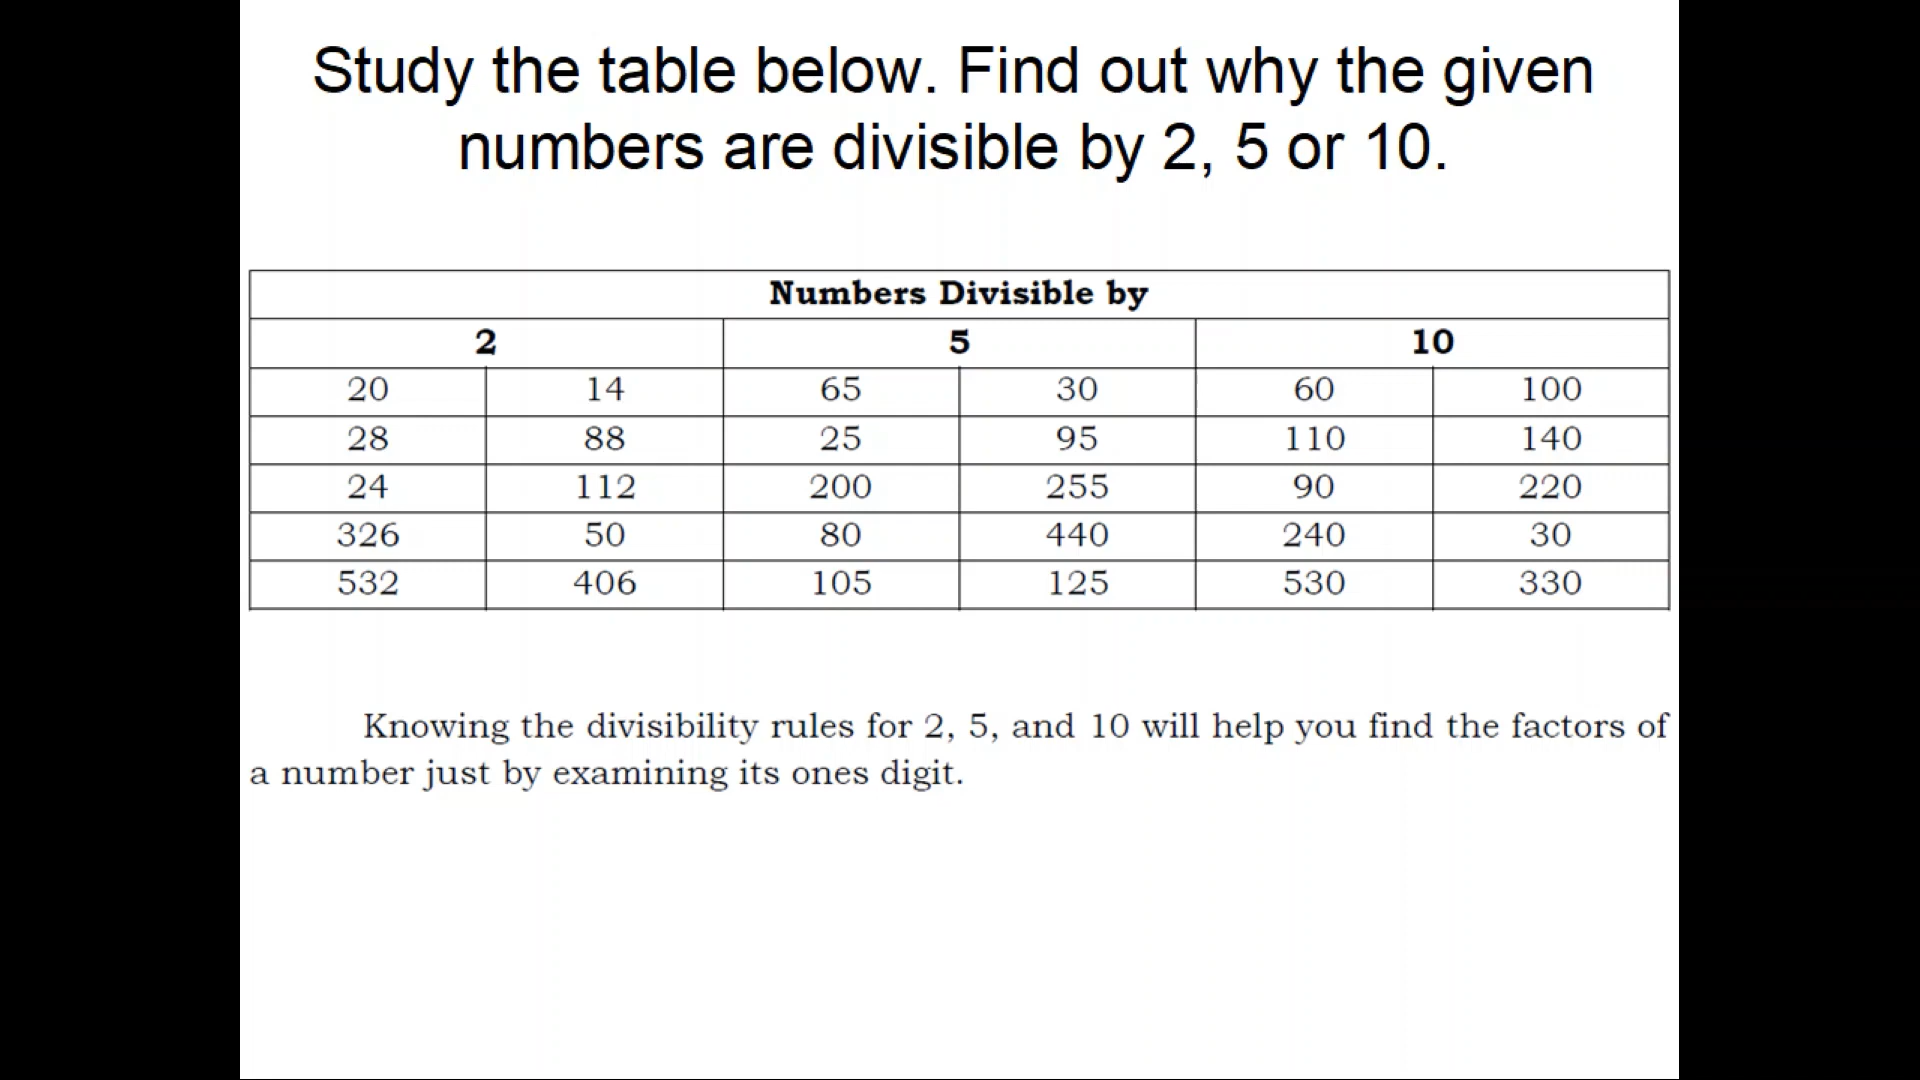 Study the table below. Find out why the given
numbers are divisible by 2, 5 or 10.
Numbers Divisible by
2 5 10
20 14 65 30 60 100
28 88 25 95 110 140
24 112 200 255 90 220
326 50 80 440 240 30
532 406 105 125 530 330
Knowing the divisibility rules for 2, 5, and 10 will help you find the factors of
a number just by examining its ones digit.